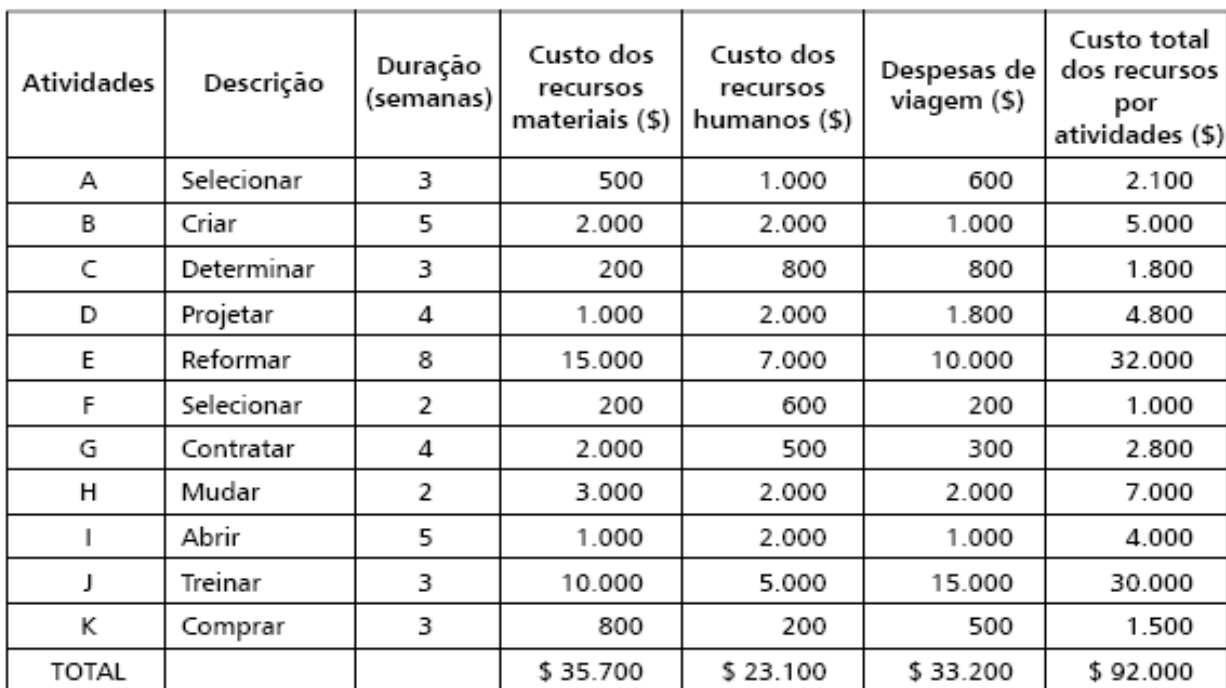 Atividades Descrição Duração (semanas) Custo dos recursos materiais ($) Custo dos recursos humanos ($) Despesas de viagem ($) Custo total dos recursos por atividades ($)
A Selecionar 3 500 1.000 600 2.100
B Criar 5 2.000 2.000 1.000 5.000
C Determinar 3 200 800 800 1.800
D Projetar 4 1.000 2.000 1.800 4.800
E Reformar 8 15.000 7.000 10.000 32.000
F Selecionar 2 200 600 200 1.000
G Contratar 4 2.000 500 300 2.800
H Mudar 2 3.000 2.000 2.000 7.000
I Abrir 5 1.000 2.000 1.000 4.000
J Treinar 3 10.000 5.000 15.000 30.000
K Comprar 3 800 200 500 1.500
TOTAL $ 35.700 $ 23.100 $ 33.200 $ 92.000